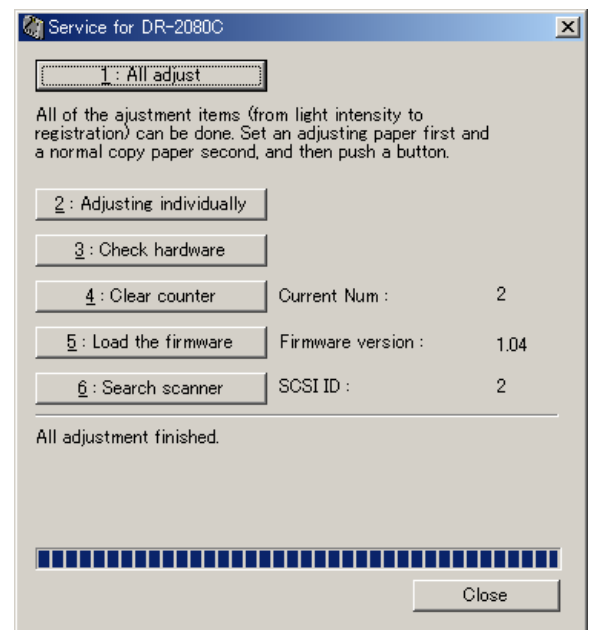 Service for DR-2080C
1 : All adjust
All of the ajustment items (from light intensity to
registration) can be done. Set an adjusting paper first and
a normal copy paper second, and then push a button.
2 : Adjusting individually
3 : Check hardware
4 : Clear counter Current Num : 2
5 : Load the firmware Firmware version : 1.04
6 : Search scanner SCSI ID : 2
All adjustment finished.
Close